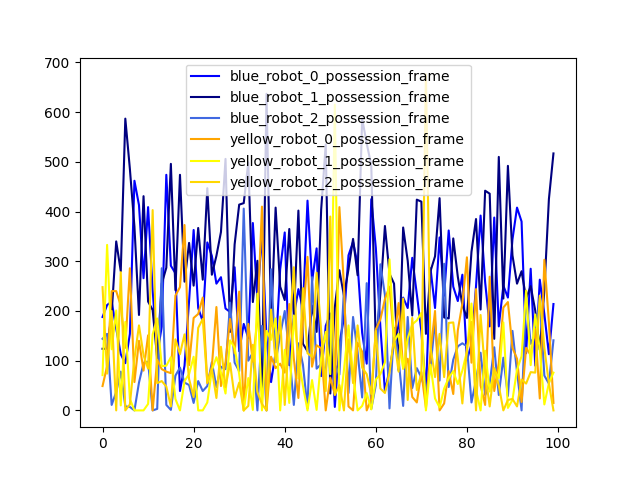 700
600
500
400
300
200
100
0
0 20 40 60 80 100
blue_robot_0_possession_frame
blue_robot_1_possession_frame
blue_robot_2_possession_frame
yellow_robot_0_possession_frame
yellow_robot_1_possession_frame
yellow_robot_2_possession_frame